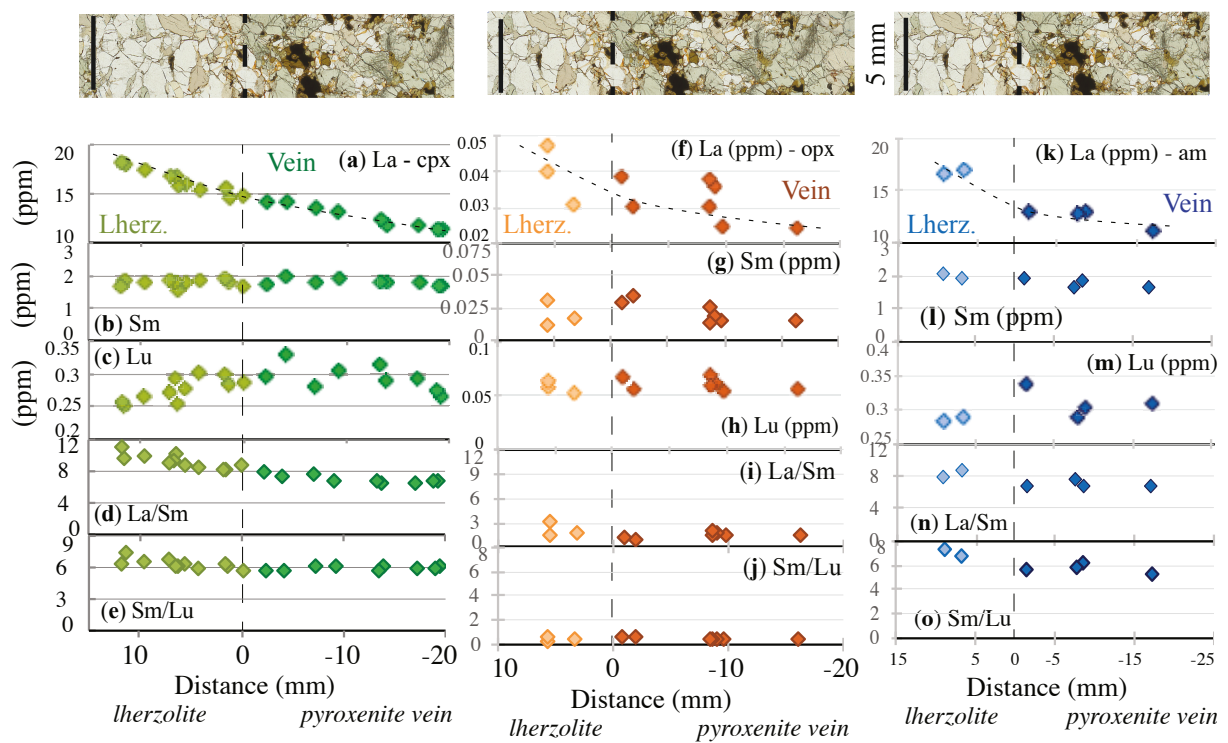 5 mm
20
15
10
(ppm)
(a) La - cpx
Vein
Lherz.
3
2
1
0
(ppm)
(b) Sm
0.35
0.3
0.25
0.2
(ppm)
(c) Lu
12
8
4
0
(d) La/Sm
9
6
3
0
(e) Sm/Lu
10
0
-10
-20
Distance (mm)
lherzolite
pyroxenite vein
0.05
0.04
0.03
0.02
(f) La (ppm) - opx
Lherz.
Vein
0.075
0.05
0.025
0
(g) Sm (ppm)
0.1
0.05
0
(h) Lu (ppm)
12
9
6
3
0
(i) La/Sm
8
6
4
2
0
(j) Sm/Lu
10
0
-10
-20
Distance (mm)
lherzolite
pyroxenite vein
20
15
10
(k) La (ppm) - am
Vein
Lherz.
3
2
1
0
(l) Sm (ppm)
0.4
0.35
0.3
0.25
(m) Lu (ppm)
12
8
4
0
(n) La/Sm
8
6
4
2
0
(o) Sm/Lu
15
5
0
-5
-15
-25
Distance (mm)
lherzolite
pyroxenite vein